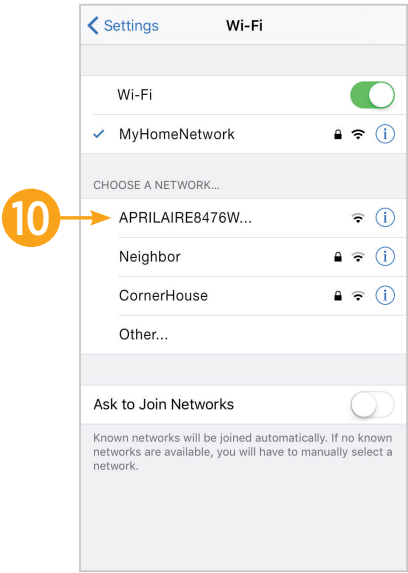 Settings Wi-Fi
Wi-Fi
MyHomeNetwork
CHOOSE A NETWORK...
10 APRILAIRE8476W...
Neighbor
CornerHouse
Other...
Ask to Join Networks
Known networks will be joined automatically. If no known
networks are available, you will have to manually select a
network.